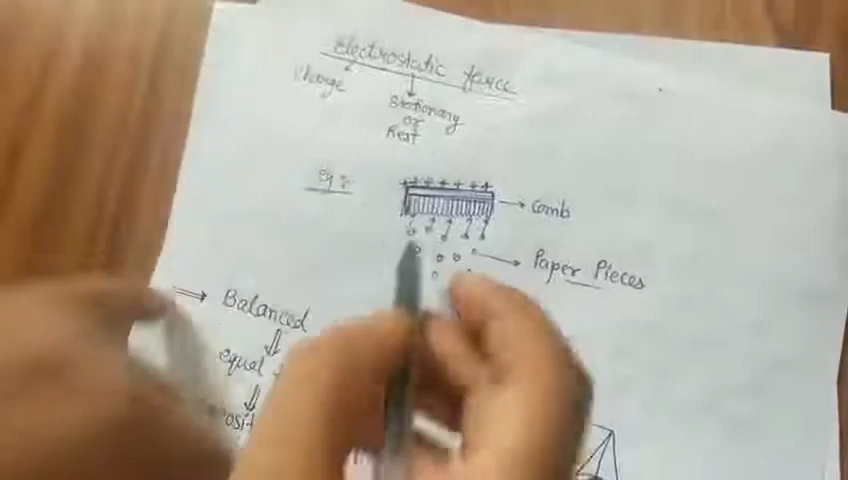 Electrostatic force
Charge
Stationary
or
Rest
eg :-
Comb
Paper Pieces
Balanced
equal